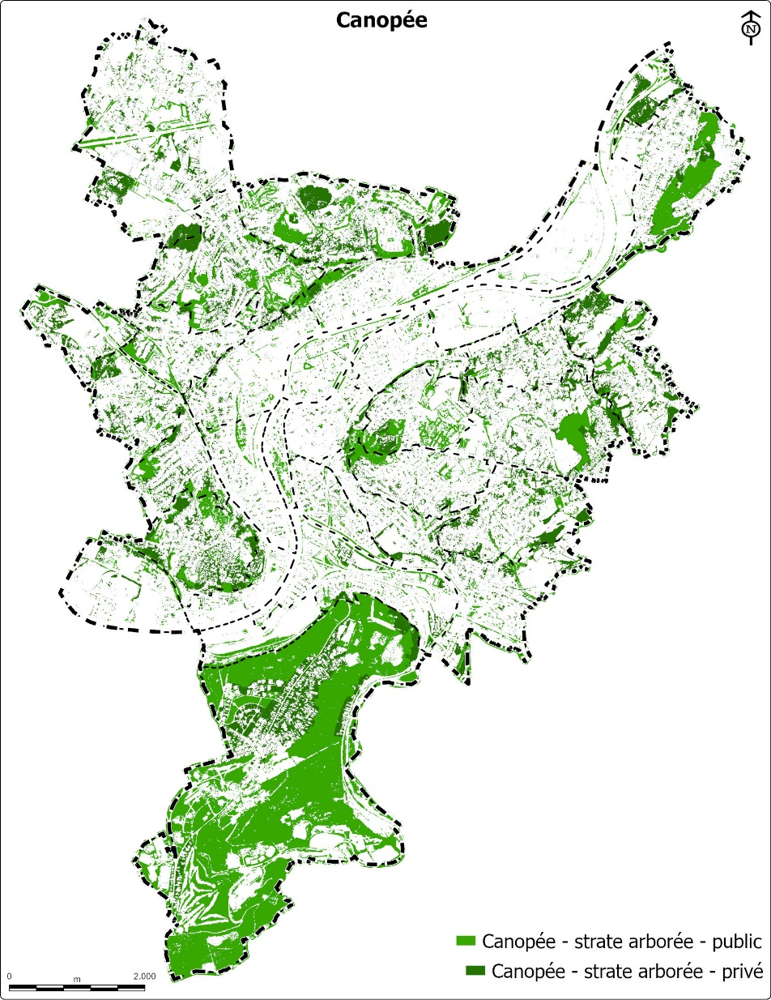 Canopée
N
Canopée - strate arborée - public
Canopée - strate arborée - privé
0 m 2.000